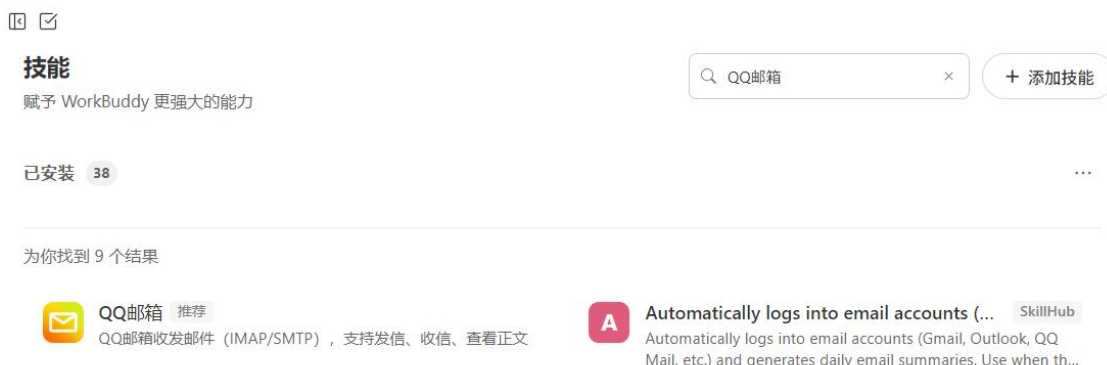 技能
QQ邮箱
+ 添加技能
赋予 WorkBuddy 更强大的能力
已安装 38
...
为你找到 9 个结果
QQ邮箱 推荐
QQ邮箱收发邮件（IMAP/SMTP），支持发信、收信、查看正文
A
Automatically logs into email accounts (... SkillHub
Automatically logs into email accounts (Gmail, Outlook, QQ
Mail, etc.) and generates daily email summaries. Use when th...